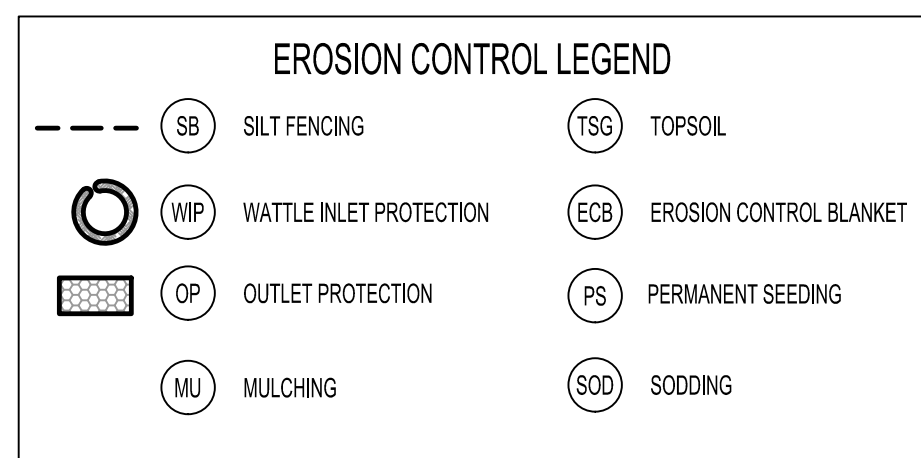 EROSION CONTROL LEGEND
SB SILT FENCING
TSG TOPSOIL
WIP WATTLE INLET PROTECTION
ECB EROSION CONTROL BLANKET
OP OUTLET PROTECTION
PS PERMANENT SEEDING
MU MULCHING
SOD SODDING